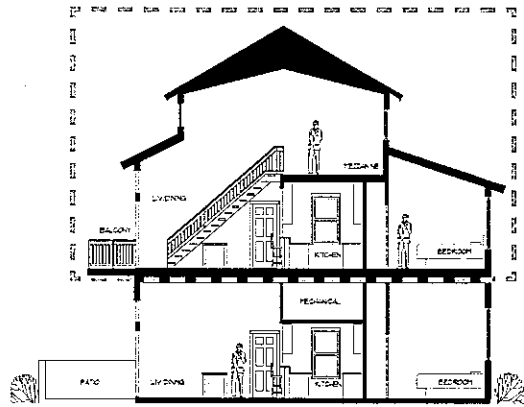 MEZZANINE
LIV/DINING
BALCONY
KITCHEN
BEDROOM
MECHANICAL
PATIO
LIV/DINING
KITCHEN
BEDROOM